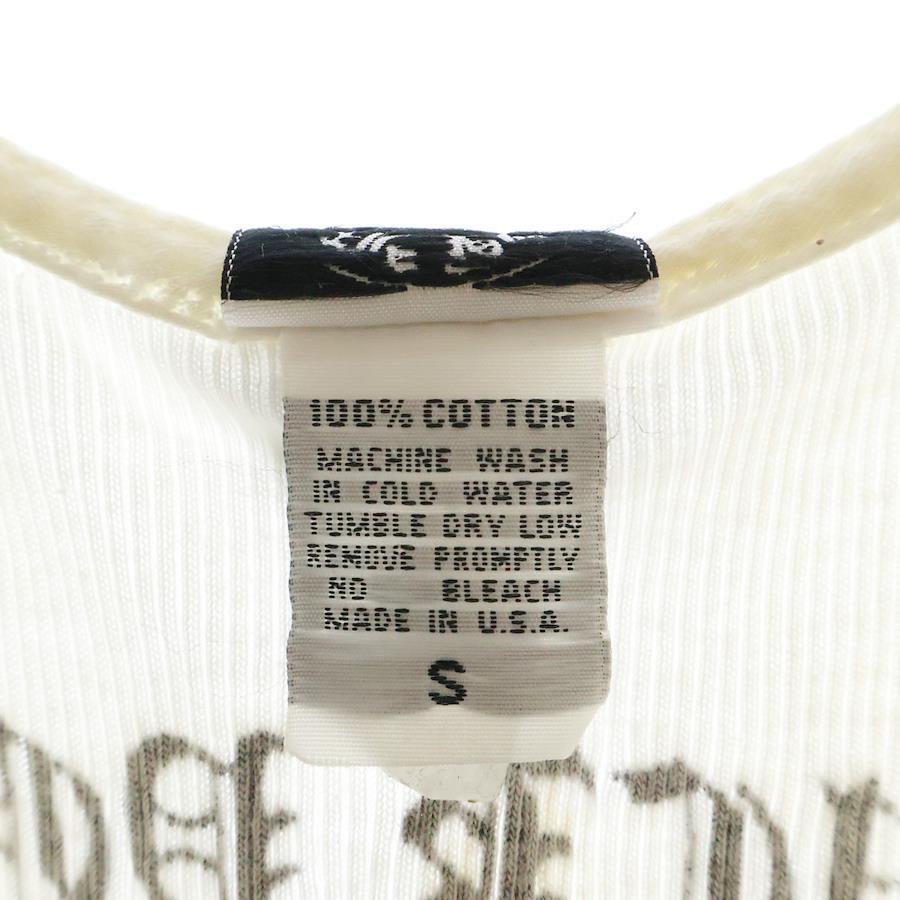 100% COTTON
MACHINE WASH
IN COLD WATER
TUMBLE DRY LOW
REMOVE PROMPTLY
NO BLEACH
MADE IN U.S.A.
S